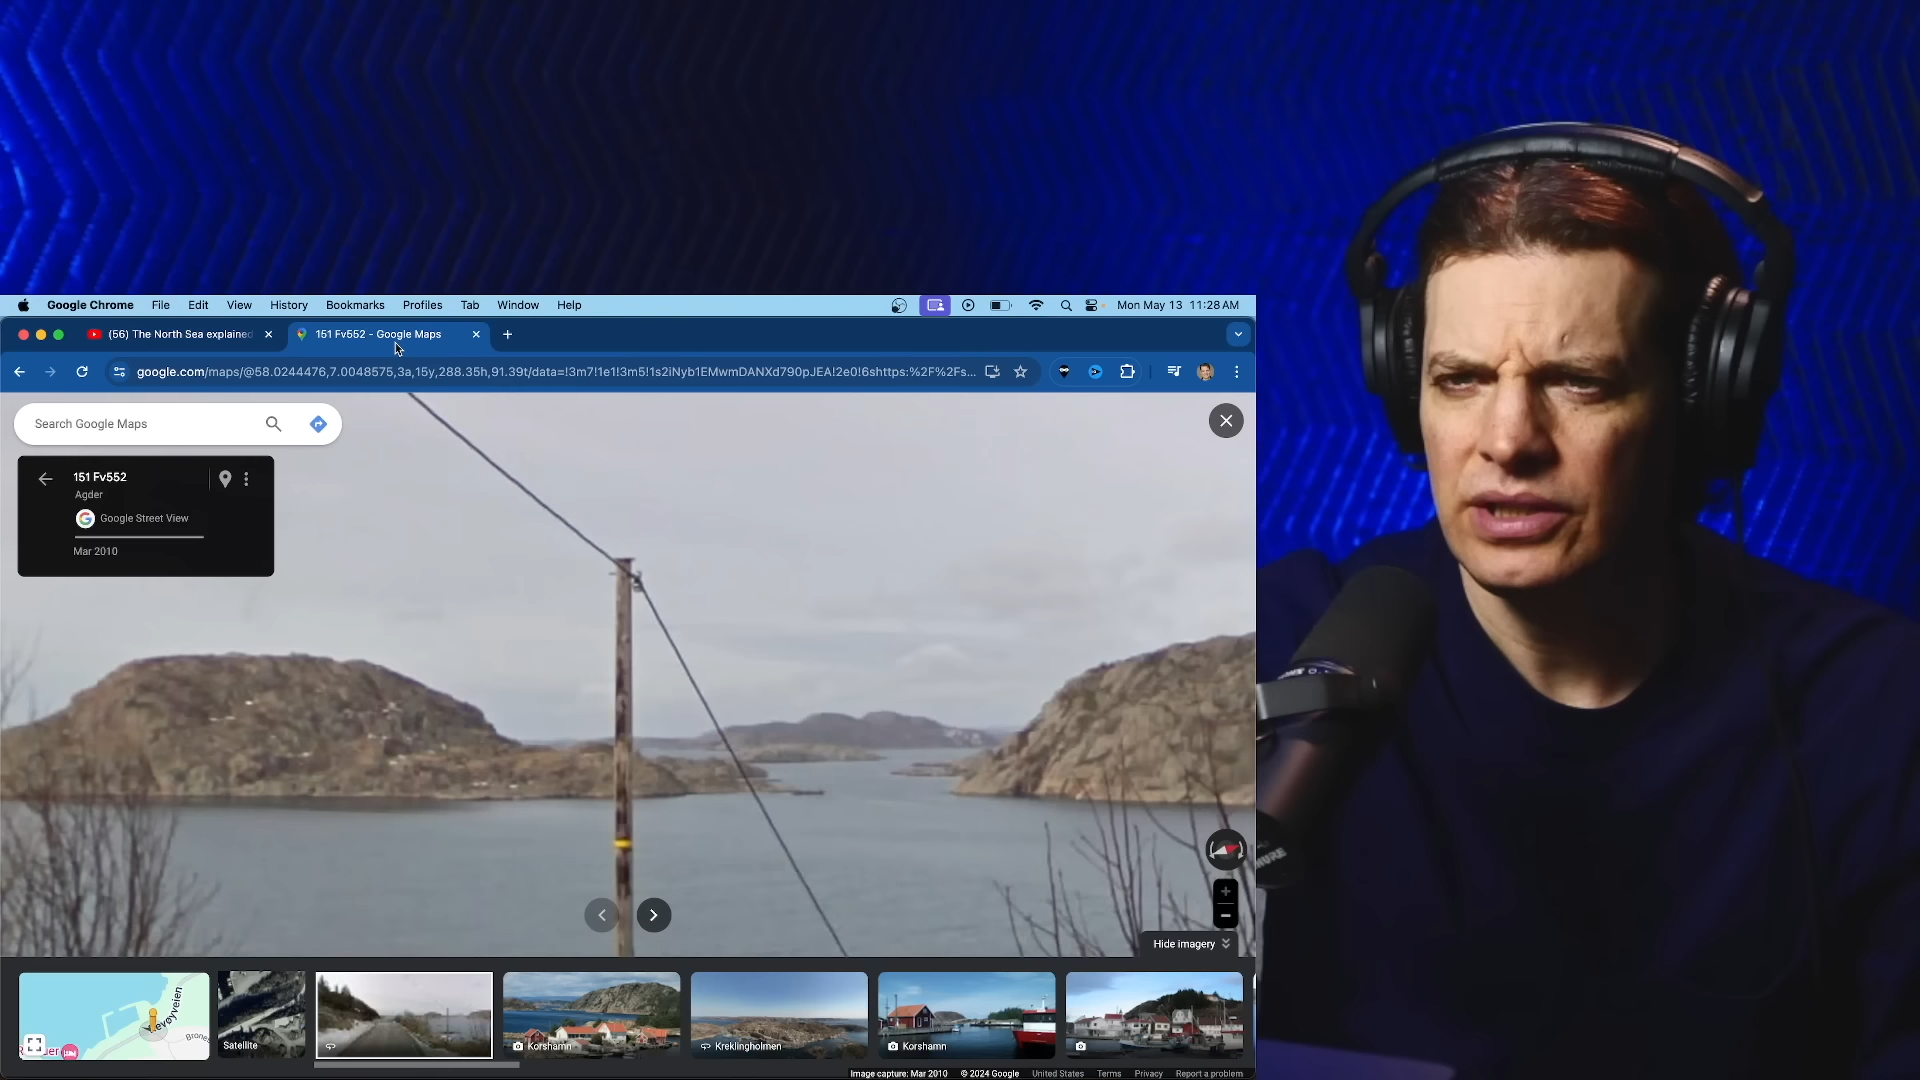 Google Chrome File Edit View History Bookmarks Profiles Tab Window Help Mon May 13 11:28 AM
(56) The North Sea explained
151 Fv552 - Google Maps
google.com/maps/@58.0244476,7.0048575,3a,15y,288.35h,91.39t/data=!3m7!1e1!3m5!1s2iNyb1EMwmDANXd790pJEA!2e0!6shttps:%2F%2Fs...
Search Google Maps
151 Fv552
Agder
Google Street View
Mar 2010
Hide imagery
Satellite
Korshamn
Kreklingholmen
Korshamn
Image capture: Mar 2010 © 2024 Google United States Terms Privacy Report a problem